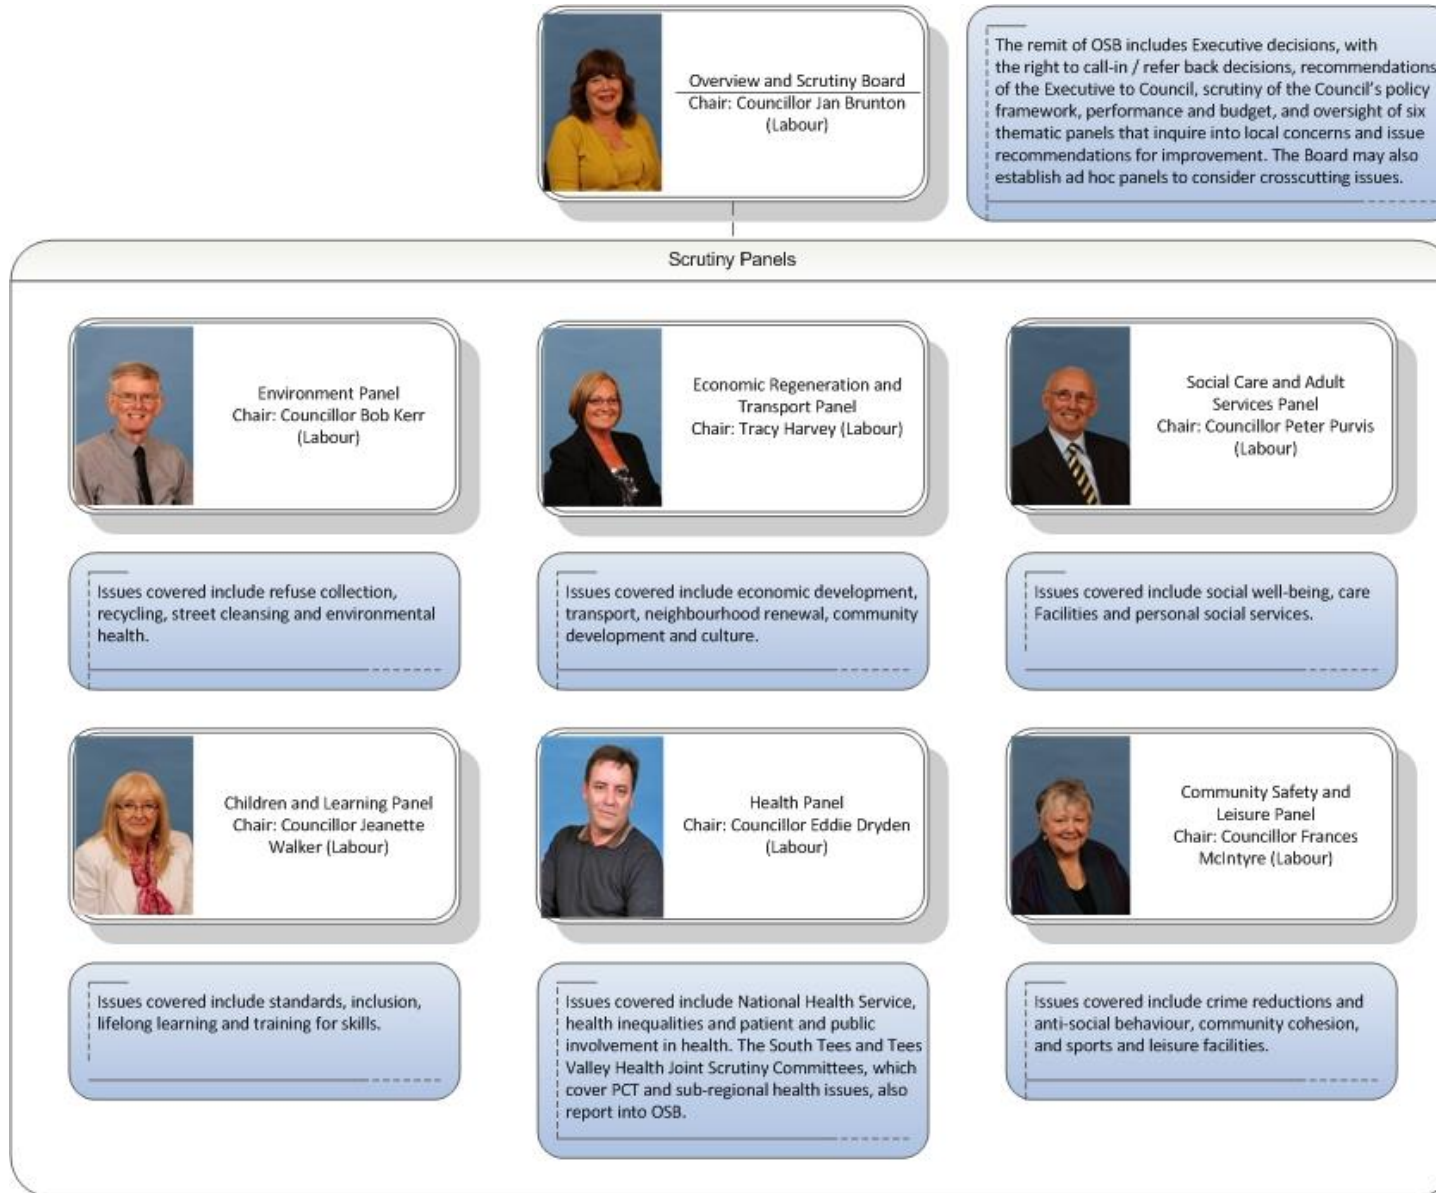 Overview and Scrutiny Board
Chair: Councillor Jan Brunton
(Labour)
The remit of OSB includes Executive decisions, with
the right to call-in / refer back decisions, recommendations
of the Executive to Council, scrutiny of the Council's policy
framework, performance and budget, and oversight of six
thematic panels that inquire into local concerns and issue
recommendations for improvement. The Board may also
establish ad hoc panels to consider crosscutting issues.
Scrutiny Panels
Environment Panel
Chair: Councillor Bob Kerr
(Labour)
Economic Regeneration and
Transport Panel
Chair: Tracy Harvey (Labour)
Social Care and Adult
Services Panel
Chair: Councillor Peter Purvis
(Labour)
Issues covered include refuse collection,
recycling, street cleansing and environmental
health.
Issues covered include economic development,
transport, neighbourhood renewal, community
development and culture.
Issues covered include social well-being, care
Facilities and personal social services.
Children and Learning Panel
Chair: Councillor Jeanette
Walker (Labour)
Health Panel
Chair: Councillor Eddie Dryden
(Labour)
Community Safety and
Leisure Panel
Chair: Councillor Frances
McIntyre (Labour)
Issues covered include standards, inclusion,
lifelong learning and training for skills.
Issues covered include National Health Service,
health inequalities and patient and public
involvement in health. The South Tees and Tees
Valley Health Joint Scrutiny Committees, which
cover PCT and sub-regional health issues, also
report into OSB.
Issues covered include crime reductions and
anti-social behaviour, community cohesion,
and sports and leisure facilities.